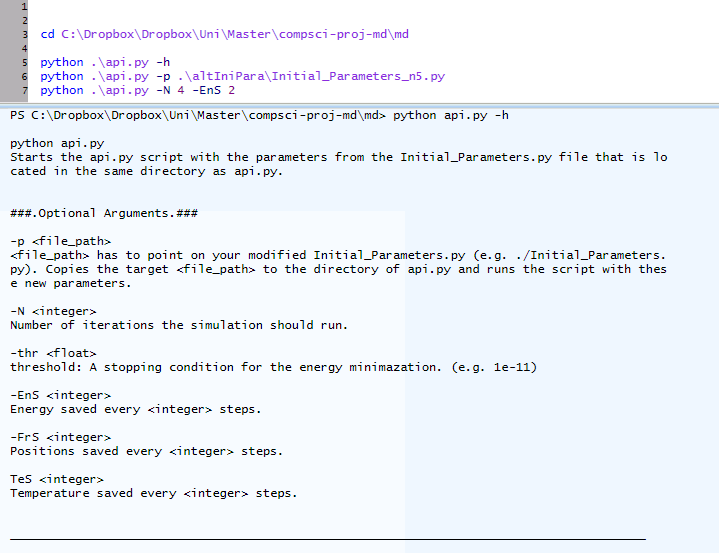 1
2
3 cd C:\Dropbox\Dropbox\Uni\Master\compsci-proj-md\md
4
5 python .\api.py -h
6 python .\api.py -p .\altIniPara\Initial_Parameters_n5.py
7 python .\api.py -N 4 -EnS 2
PS C:\Dropbox\Dropbox\Uni\Master\compsci-proj-md\md> python api.py -h
python api.py
Starts the api.py script with the parameters from the Initial_Parameters.py file that is lo
cated in the same directory as api.py.
###.Optional Arguments.###
-p <file_path>
<file_path> has to point on your modified Initial_Parameters.py (e.g. ./Initial_Parameters.
py). Copies the target <file_path> to the directory of api.py and runs the script with thes
e new parameters.
-N <integer>
Number of iterations the simulation should run.
-thr <float>
threshold: A stopping condition for the energy minimazation. (e.g. 1e-11)
-EnS <integer>
Energy saved every <integer> steps.
-FrS <integer>
Positions saved every <integer> steps.
TeS <integer>
Temperature saved every <integer> steps.